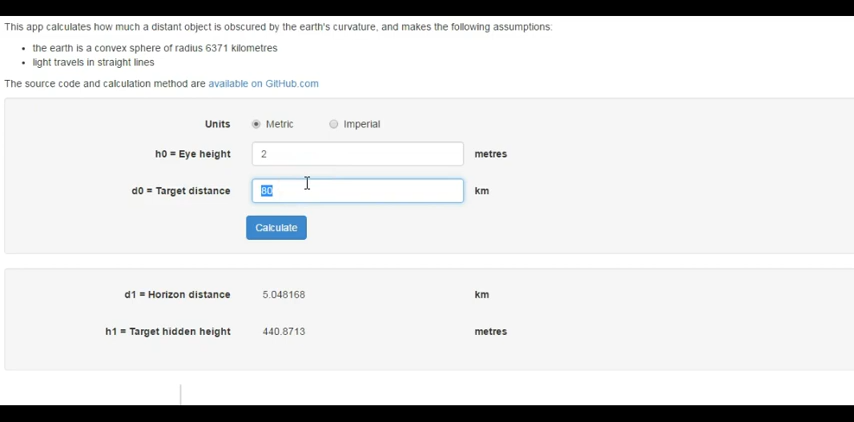 This app calculates how much a distant object is obscured by the earth's curvature, and makes the following assumptions:
• the earth is a convex sphere of radius 6371 kilometres
• light travels in straight lines
The source code and calculation method are available on GitHub.com
Units Metric Imperial
h0 = Eye height 2 metres
d0 = Target distance 80 km
Calculate
d1 = Horizon distance 5.048168 km
h1 = Target hidden height 440.8713 metres